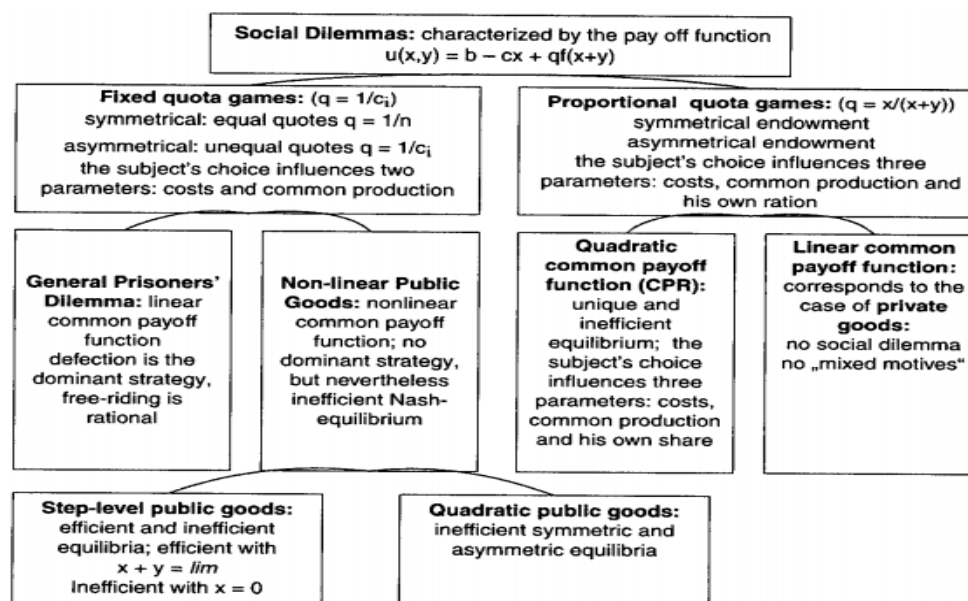 Social Dilemmas: characterized by the pay off function
u(x,y) = b – cx + qf(x+y)
Fixed quota games: (q = 1/cᵢ)
symmetrical: equal quotes q = 1/n
asymmetrical: unequal quotes q = 1/cᵢ
the subject's choice influences two
parameters: costs and common production
Proportional quota games: (q = x/(x+y))
symmetrical endowment
asymmetrical endowment
the subject's choice influences three
parameters: costs, common production and
his own ration
General Prisoners'
Dilemma: linear
common payoff
function
defection is the
dominant strategy,
free-riding is
rational
Non-linear Public
Goods: nonlinear
common payoff
function; no
dominant strategy,
but nevertheless
inefficient Nash-
equilibrium
Quadratic
common payoff
function (CPR):
unique and
inefficient
equilibrium; the
subject's choice
influences three
parameters: costs,
common production
and his own share
Linear common
payoff function:
corresponds to the
case of private
goods:
no social dilemma
no „mixed motives“
Step-level public goods:
efficient and inefficient
equilibria; efficient with
x + y = lim
Inefficient with x = 0
Quadratic public goods:
inefficient symmetric and
asymmetric equilibria